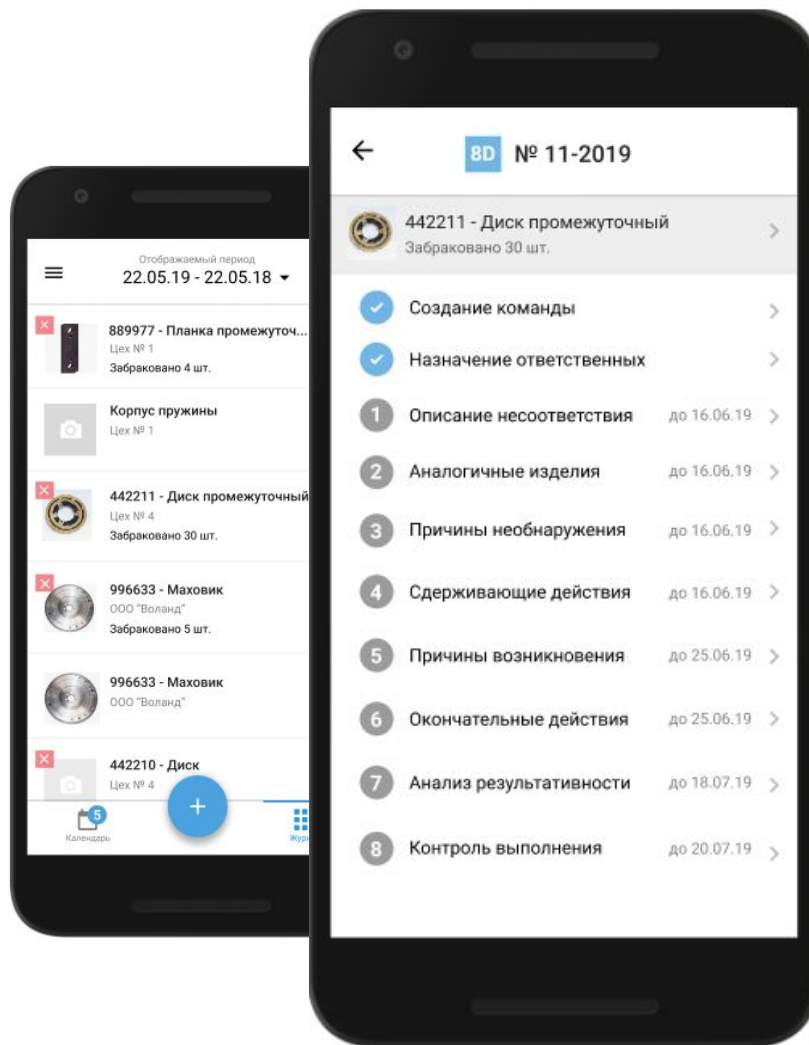 Отображаемый период
22.05.19 - 22.05.18
889977 - Планка промежуточ...
Цех № 1
Забраковано 4 шт.
Корпус пружины
Цех № 1
442211 - Диск промежуточный
Цех № 4
Забраковано 30 шт.
996633 - Маховик
ООО "Воланд"
Забраковано 5 шт.
996633 - Маховик
ООО "Воланд"
442210 - Диск
Цех № 4
+
5
Календарь
8D № 11-2019
442211 - Диск промежуточный
Забраковано 30 шт.
Создание команды
Назначение ответственных
1 Описание несоответствия до 16.06.19
2 Аналогичные изделия до 16.06.19
3 Причины необнаружения до 16.06.19
4 Сдерживающие действия до 16.06.19
5 Причины возникновения до 25.06.19
6 Окончательные действия до 25.06.19
7 Анализ результативности до 18.07.19
8 Контроль выполнения до 20.07.19